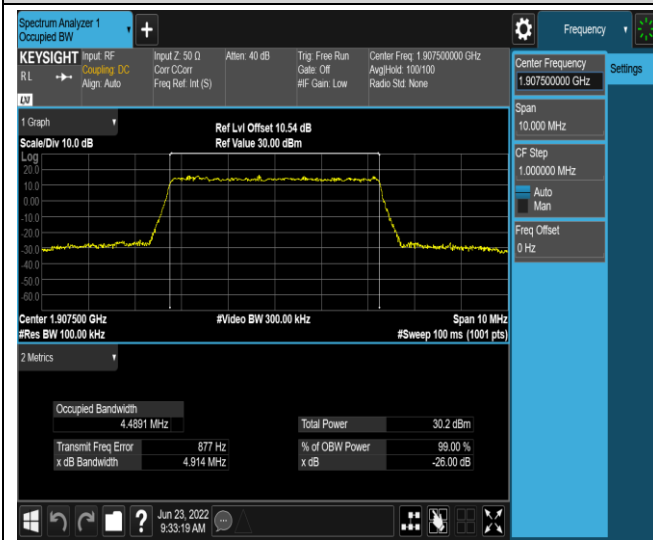 Spectrum Analyzer 1
Occupied BW
+
Frequency
KEYSIGHT
RL
LXI
Input: RF
Coupling: DC
Align: Auto
Input Z: 50 Ω
Corr CCorr
Freq Ref: Int (S)
Atten: 40 dB
Trig: Free Run
Gate: Off
#IF Gain: Low
Center Freq: 1.907500000 GHz
Avg|Hold: 100/100
Radio Std: None
Center Frequency
1.907500000 GHz
Settings
Span
10.000 MHz
CF Step
1.000000 MHz
Auto
Man
Freq Offset
0 Hz
1 Graph
Scale/Div 10.0 dB
Ref Lvl Offset 10.54 dB
Ref Value 30.00 dBm
Log
20.0
10.0
0.00
-10.0
-20.0
-30.0
-40.0
-50.0
-60.0
Center 1.907500 GHz
#Video BW 300.00 kHz
Span 10 MHz
#Res BW 100.00 kHz
#Sweep 100 ms (1001 pts)
2 Metrics
Occupied Bandwidth
4.4891 MHz
Total Power 30.2 dBm
Transmit Freq Error 877 Hz
% of OBW Power 99.00 %
x dB Bandwidth 4.914 MHz
x dB -26.00 dB
?
Jun 23, 2022
9:33:19 AM